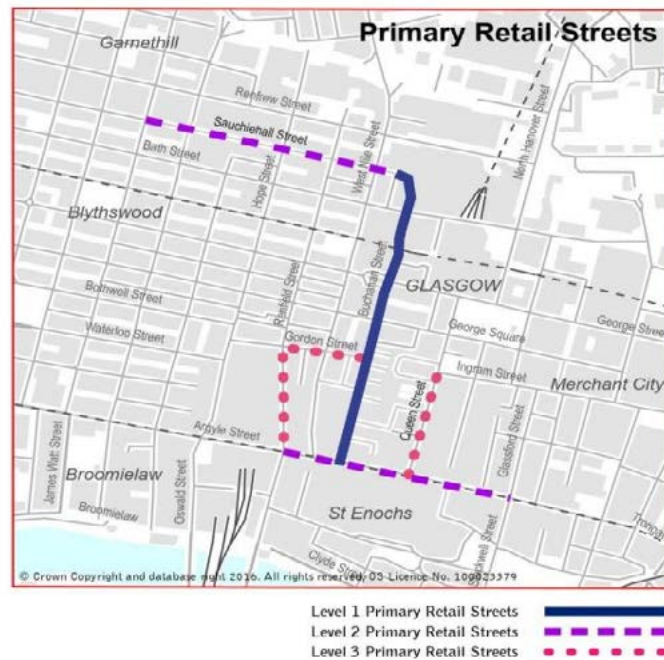 Primary Retail Streets
Garnethill
Renfrew Street
Sauchiehall Street
Bath Street
Hope Street
West Nile Street
North Hanover Street
Blythswood
Buchanan Street
GLASGOW
Bothwell Street
Renfield Street
Waterloo Street
Gordon Street
George Square
George Stree
Ingram Street
Merchant City
Queen Street
Argyle Street
Glassford Street
James Watt Street
Broomielaw
Oswald Street
St Enochs
Broomielaw
Stockwell Street
Trongat
Clyde Street
© Crown Copyright and database right 2016. All rights reserved. OS Licence No. 100023379
Level 1 Primary Retail Streets
Level 2 Primary Retail Streets
Level 3 Primary Retail Streets